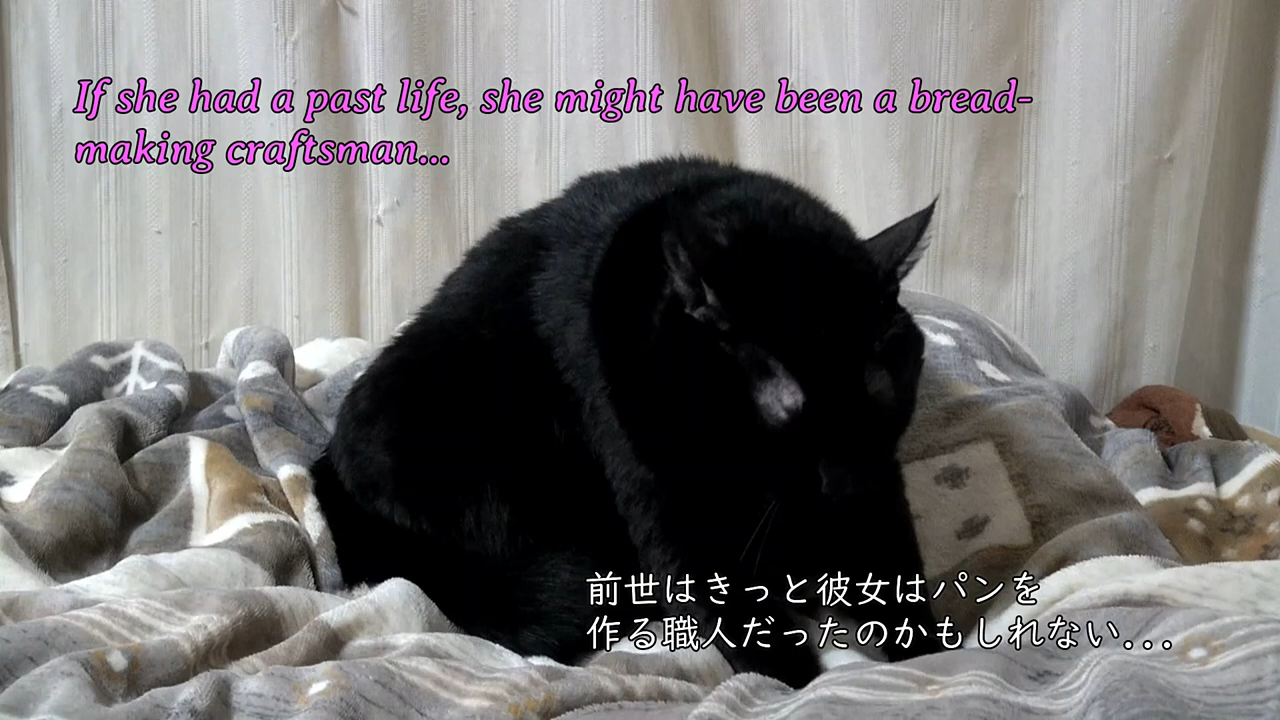 If she had a past life, she might have been a bread-
making craftsman...
前世はきっと彼女はパンを
作る職人だったのかもしれない...